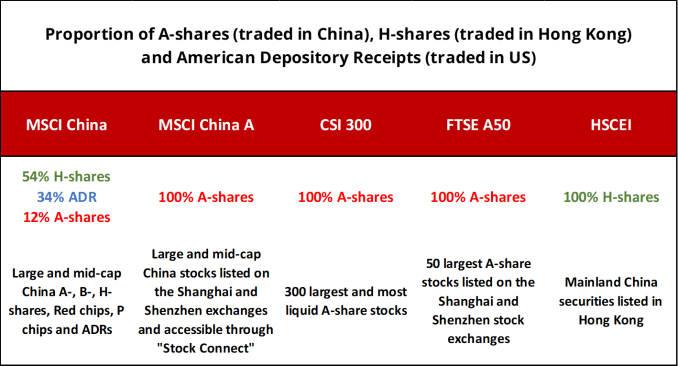 Proportion of A-shares (traded in China), H-shares (traded in Hong Kong)
and American Depository Receipts (traded in US)
MSCI China
MSCI China A
CSI 300
FTSE A50
HSCEI
54% H-shares
34% ADR
12% A-shares
100% A-shares
100% A-shares
100% A-shares
100% H-shares
Large and mid-cap
China A-, B-, H-
shares, Red chips, P
chips and ADRs
Large and mid-cap
China stocks listed on
the Shanghai and
Shenzhen exchanges
and accessible through
"Stock Connect"
300 largest and most
liquid A-share stocks
50 largest A-share
stocks listed on the
Shanghai and
Shenzhen stock
exchanges
Mainland China
securities listed in
Hong Kong